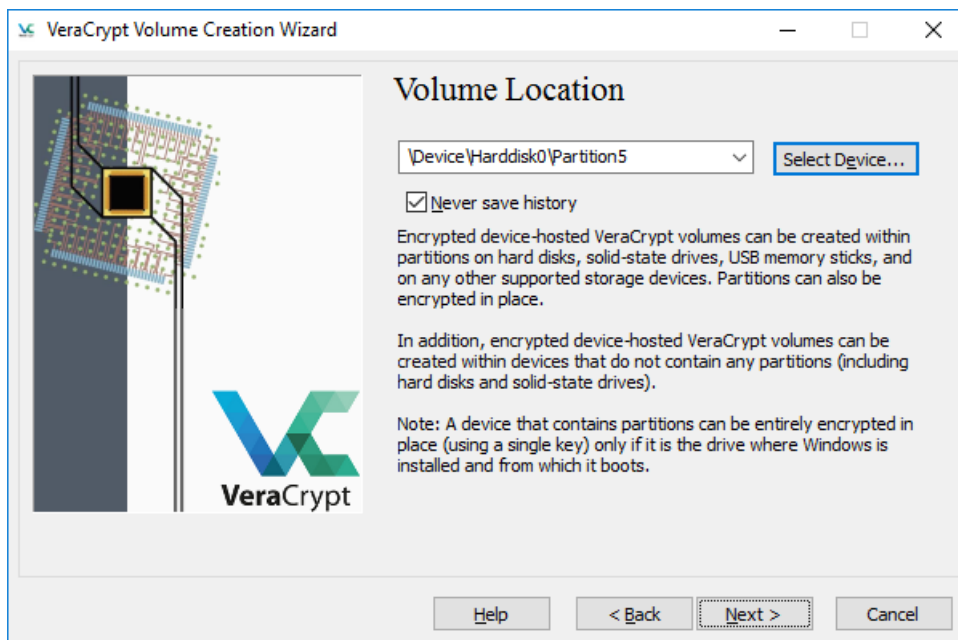 VeraCrypt Volume Creation Wizard
Volume Location
\Device\Harddisk0\Partition5
Select Device...
Never save history
Encrypted device-hosted VeraCrypt volumes can be created within
partitions on hard disks, solid-state drives, USB memory sticks, and
on any other supported storage devices. Partitions can also be
encrypted in place.
In addition, encrypted device-hosted VeraCrypt volumes can be
created within devices that do not contain any partitions (including
hard disks and solid-state drives).
Note: A device that contains partitions can be entirely encrypted in
place (using a single key) only if it is the drive where Windows is
installed and from which it boots.
VeraCrypt
Help
< Back
Next >
Cancel